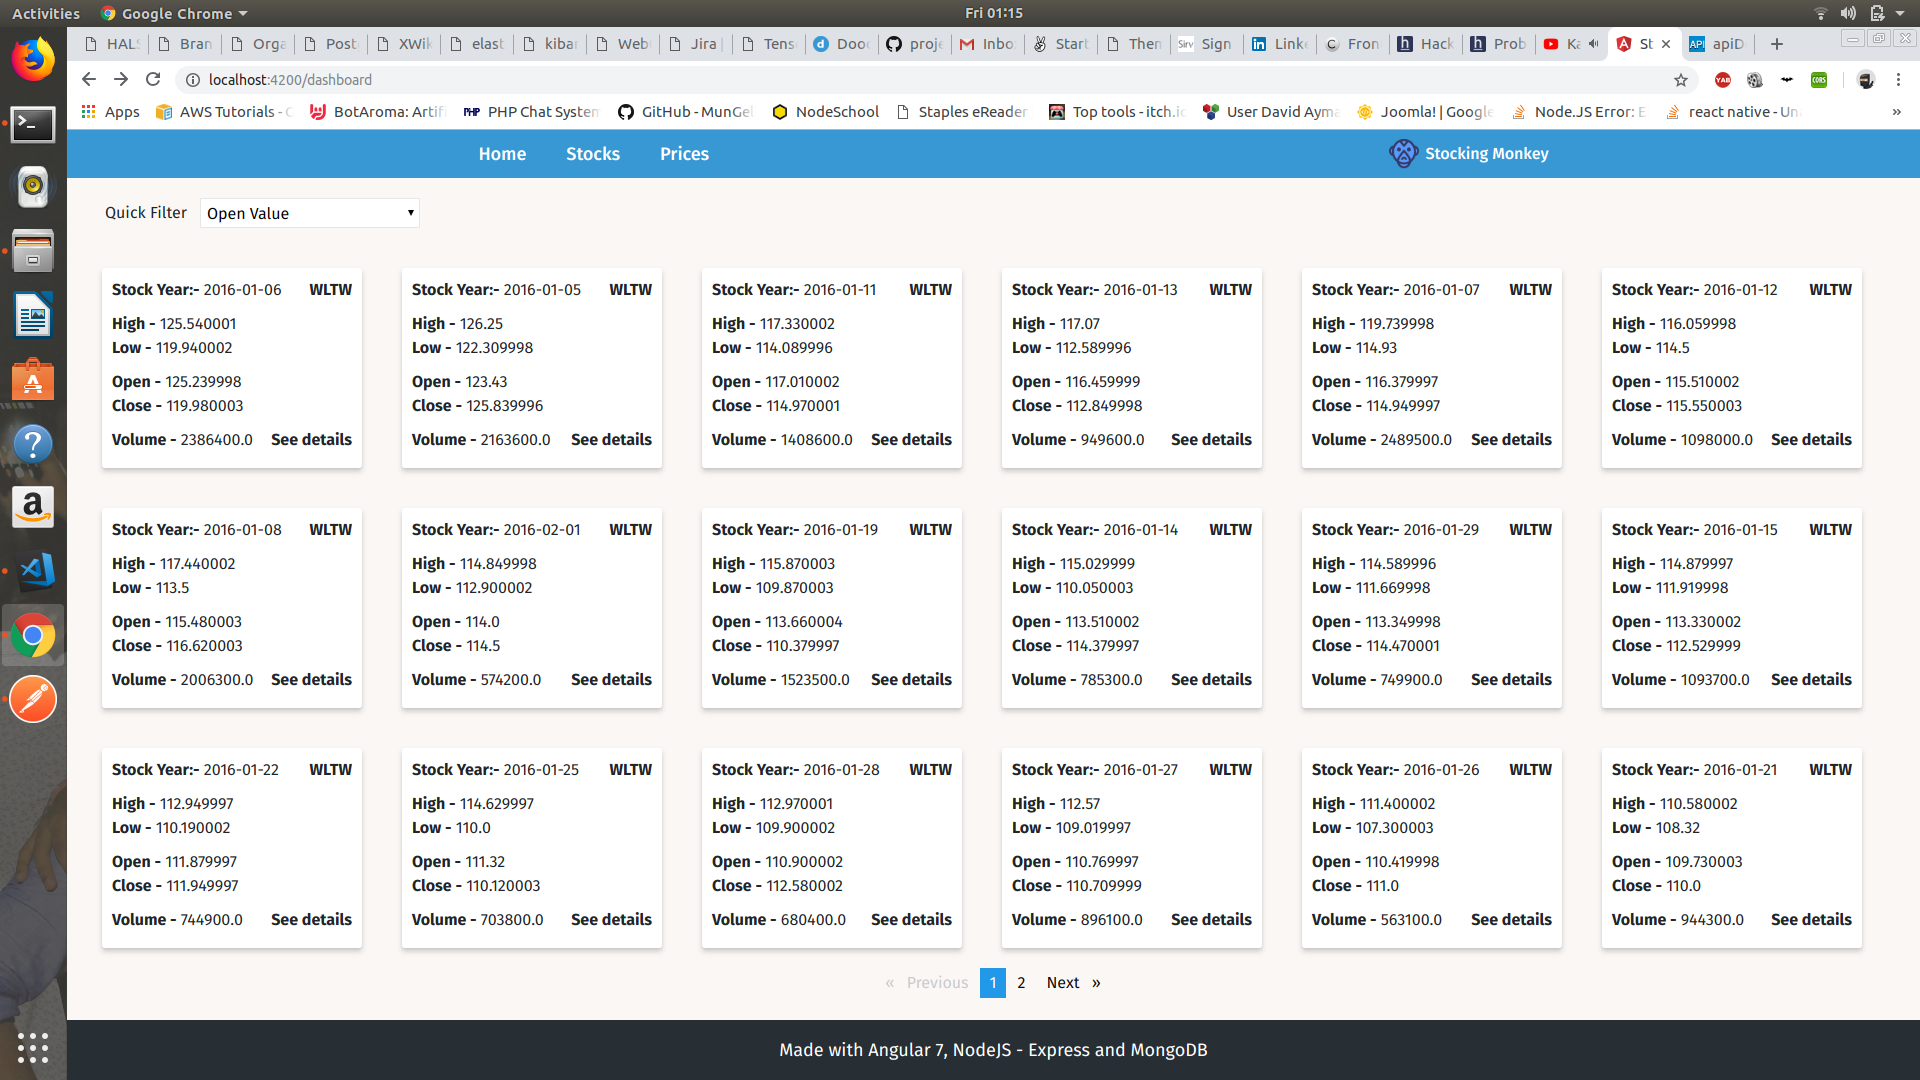 Activities Google Chrome Fri 01:15
HALS Bran Orga Post XWik elast kibar Web Jira Tens Dood proje Inbo Start Then Sign Linke Fron Hack Prob Ka St apiD
localhost:4200/dashboard
Apps AWS Tutorials - BotAroma: Artifi PHP Chat System GitHub - MunGel NodeSchool Staples eReader Top tools - itch.io User David Ayma Joomla! | Google Node.JS Error: E react native - Un »
Home Stocks Prices Stocking Monkey
Quick Filter Open Value
Stock Year:- 2016-01-06 WLTW
High - 125.540001
Low - 119.940002
Open - 125.239998
Close - 119.980003
Volume - 2386400.0 See details
Stock Year:- 2016-01-05 WLTW
High - 126.25
Low - 122.309998
Open - 123.43
Close - 125.839996
Volume - 2163600.0 See details
Stock Year:- 2016-01-11 WLTW
High - 117.330002
Low - 114.089996
Open - 117.010002
Close - 114.970001
Volume - 1408600.0 See details
Stock Year:- 2016-01-13 WLTW
High - 117.07
Low - 112.589996
Open - 116.459999
Close - 112.849998
Volume - 949600.0 See details
Stock Year:- 2016-01-07 WLTW
High - 119.739998
Low - 114.93
Open - 116.379997
Close - 114.949997
Volume - 2489500.0 See details
Stock Year:- 2016-01-12 WLTW
High - 116.059998
Low - 114.5
Open - 115.510002
Close - 115.550003
Volume - 1098000.0 See details
Stock Year:- 2016-01-08 WLTW
High - 117.440002
Low - 113.5
Open - 115.480003
Close - 116.620003
Volume - 2006300.0 See details
Stock Year:- 2016-02-01 WLTW
High - 114.849998
Low - 112.900002
Open - 114.0
Close - 114.5
Volume - 574200.0 See details
Stock Year:- 2016-01-19 WLTW
High - 115.870003
Low - 109.870003
Open - 113.660004
Close - 110.379997
Volume - 1523500.0 See details
Stock Year:- 2016-01-14 WLTW
High - 115.029999
Low - 110.050003
Open - 113.510002
Close - 114.379997
Volume - 785300.0 See details
Stock Year:- 2016-01-29 WLTW
High - 114.589996
Low - 111.669998
Open - 113.349998
Close - 114.470001
Volume - 749900.0 See details
Stock Year:- 2016-01-15 WLTW
High - 114.879997
Low - 111.919998
Open - 113.330002
Close - 112.529999
Volume - 1093700.0 See details
Stock Year:- 2016-01-22 WLTW
High - 112.949997
Low - 110.190002
Open - 111.879997
Close - 111.949997
Volume - 744900.0 See details
Stock Year:- 2016-01-25 WLTW
High - 114.629997
Low - 110.0
Open - 111.32
Close - 110.120003
Volume - 703800.0 See details
Stock Year:- 2016-01-28 WLTW
High - 112.970001
Low - 109.900002
Open - 110.900002
Close - 112.580002
Volume - 680400.0 See details
Stock Year:- 2016-01-27 WLTW
High - 112.57
Low - 109.019997
Open - 110.769997
Close - 110.709999
Volume - 896100.0 See details
Stock Year:- 2016-01-26 WLTW
High - 111.400002
Low - 107.300003
Open - 110.419998
Close - 111.0
Volume - 563100.0 See details
Stock Year:- 2016-01-21 WLTW
High - 110.580002
Low - 108.32
Open - 109.730003
Close - 110.0
Volume - 944300.0 See details
« Previous 1 2 Next »
Made with Angular 7, NodeJS - Express and MongoDB